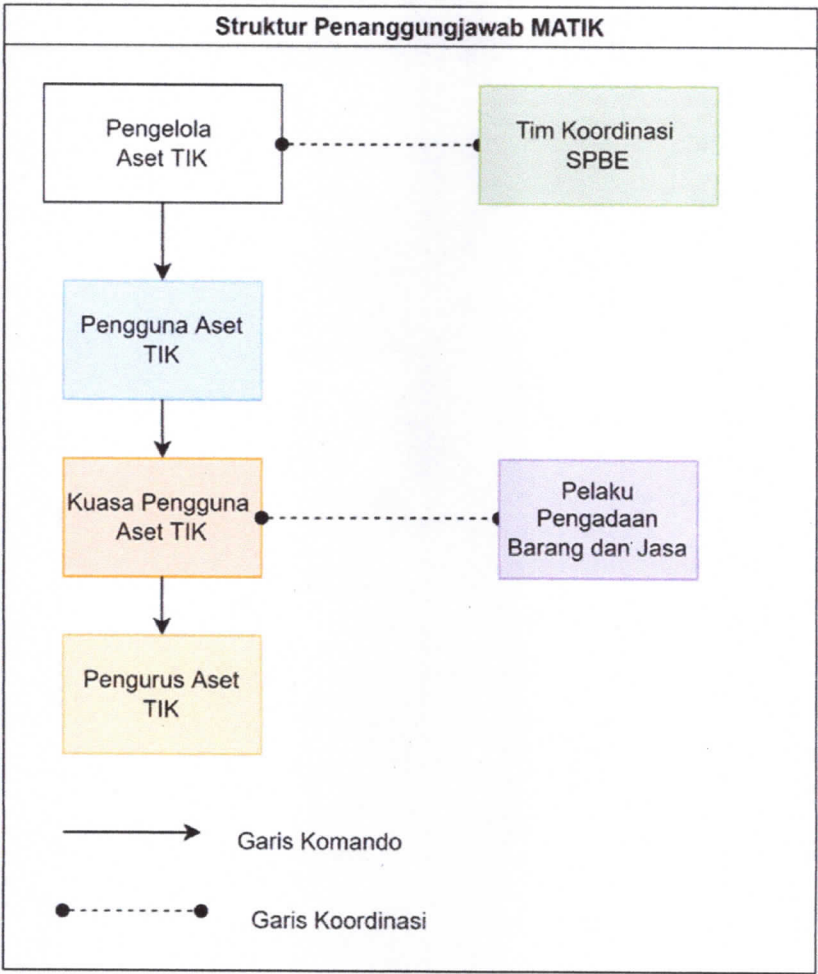 Struktur Penanggungjawab MATIK
Pengelola
Aset TIK
Tim Koordinasi
SPBE
Pengguna Aset
TIK
Kuasa Pengguna
Aset TIK
Pelaku
Pengadaan
Barang dan Jasa
Pengurus Aset
TIK
Garis Komando
Garis Koordinasi